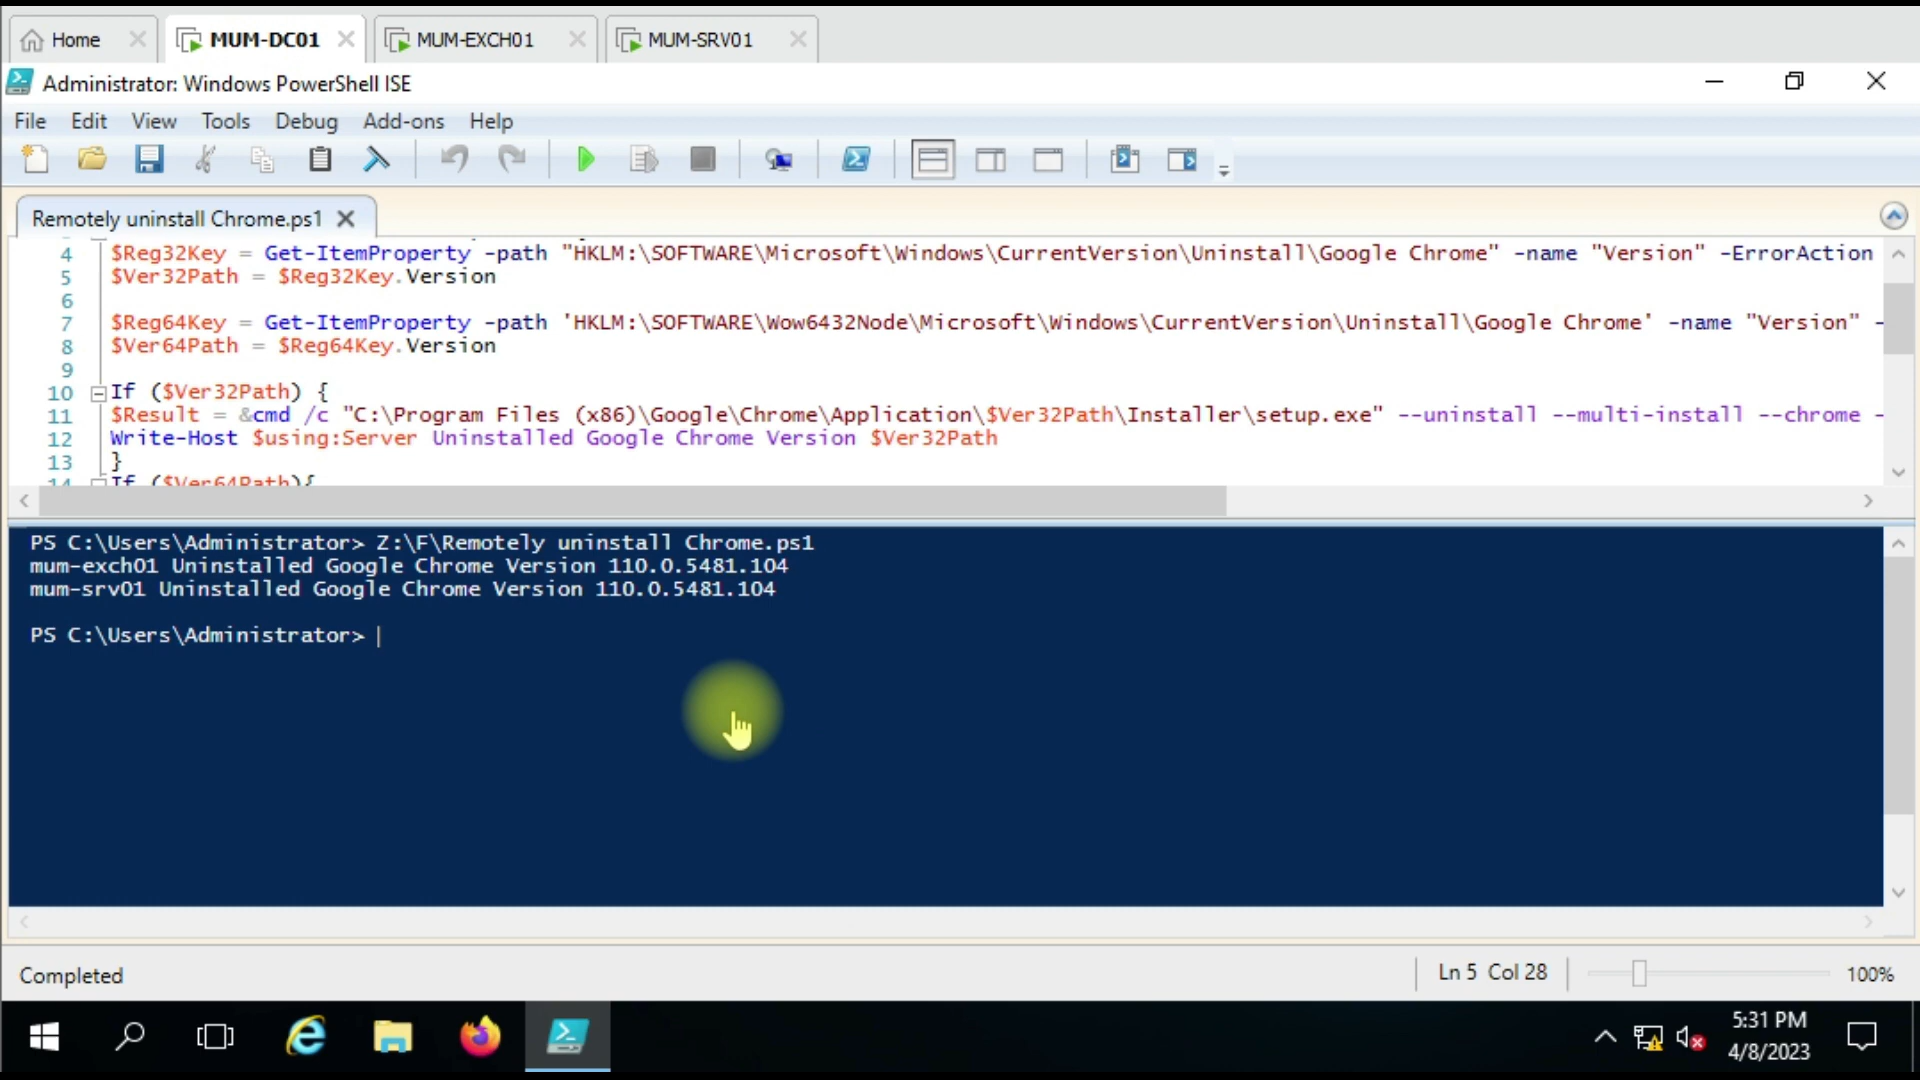 Home
MUM-DC01
MUM-EXCH01
MUM-SRV01
Administrator: Windows PowerShell ISE
File Edit View Tools Debug Add-ons Help
Remotely uninstall Chrome.ps1
4 $Reg32Key = Get-ItemProperty -path "HKLM:\SOFTWARE\Microsoft\Windows\CurrentVersion\Uninstall\Google Chrome" -name "Version" -ErrorAction
5 $Ver32Path = $Reg32Key.Version
6
7 $Reg64Key = Get-ItemProperty -path 'HKLM:\SOFTWARE\Wow6432Node\Microsoft\Windows\CurrentVersion\Uninstall\Google Chrome' -name "Version" -
8 $Ver64Path = $Reg64Key.Version
9
10 If ($Ver32Path) {
11 $Result = &cmd /c "C:\Program Files (x86)\Google\Chrome\Application\$Ver32Path\Installer\setup.exe" --uninstall --multi-install --chrome -
12 Write-Host $using:Server Uninstalled Google Chrome Version $Ver32Path
13 }
14 If ($Ver64Path){
PS C:\Users\Administrator> Z:\F\Remotely uninstall Chrome.ps1
mum-exch01 Uninstalled Google Chrome Version 110.0.5481.104
mum-srv01 Uninstalled Google Chrome Version 110.0.5481.104
PS C:\Users\Administrator>
Completed
Ln 5 Col 28
100%
5:31 PM
4/8/2023